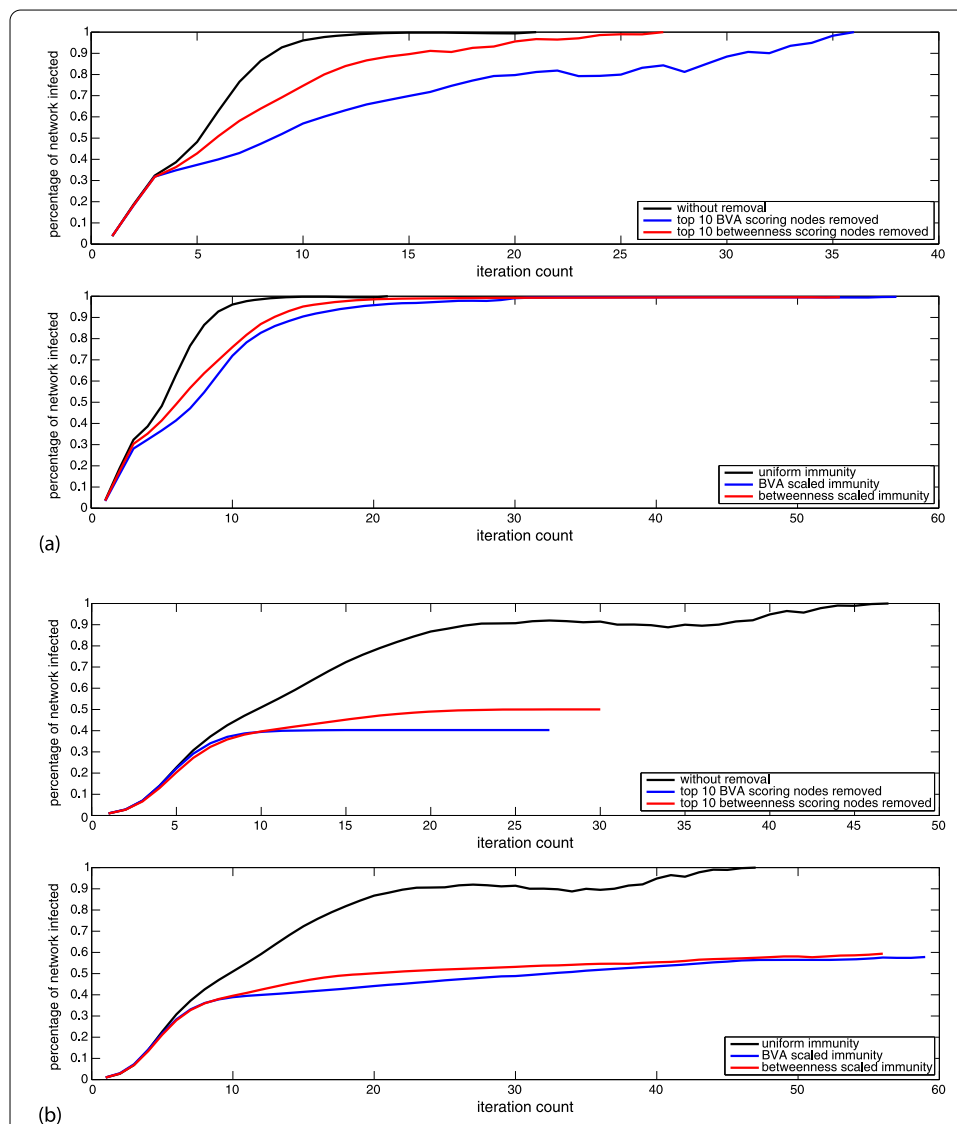 percentage of network infected
1
0.9
0.8
0.7
0.6
0.5
0.4
0.3
0.2
0.1
0
0 5 10 15 20 25 30 35 40
iteration count
without removal
top 10 BVA scoring nodes removed
top 10 betweenness scoring nodes removed
percentage of network infected
1
0.9
0.8
0.7
0.6
0.5
0.4
0.3
0.2
0.1
0
0 10 20 30 40 50 60
iteration count
uniform immunity
BVA scaled immunity
betweenness scaled immunity
(a)
percentage of network infected
1
0.9
0.8
0.7
0.6
0.5
0.4
0.3
0.2
0.1
0
0 5 10 15 20 25 30 35 40 45 50
iteration count
without removal
top 10 BVA scoring nodes removed
top 10 betweenness scoring nodes removed
percentage of network infected
1
0.9
0.8
0.7
0.6
0.5
0.4
0.3
0.2
0.1
0
0 10 20 30 40 50 60
iteration count
uniform immunity
BVA scaled immunity
betweenness scaled immunity
(b)